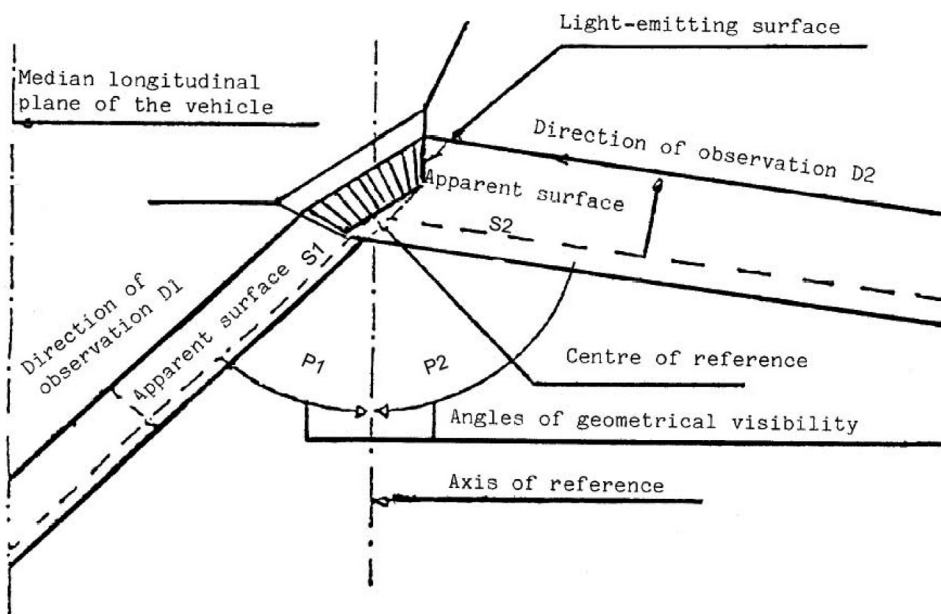 Light-emitting surface
Median longitudinal
plane of the vehicle
Direction of observation D2
Apparent surface
S2
Direction of
observation D1
Apparent surface S1
P1
P2
Centre of reference
Angles of geometrical visibility
Axis of reference